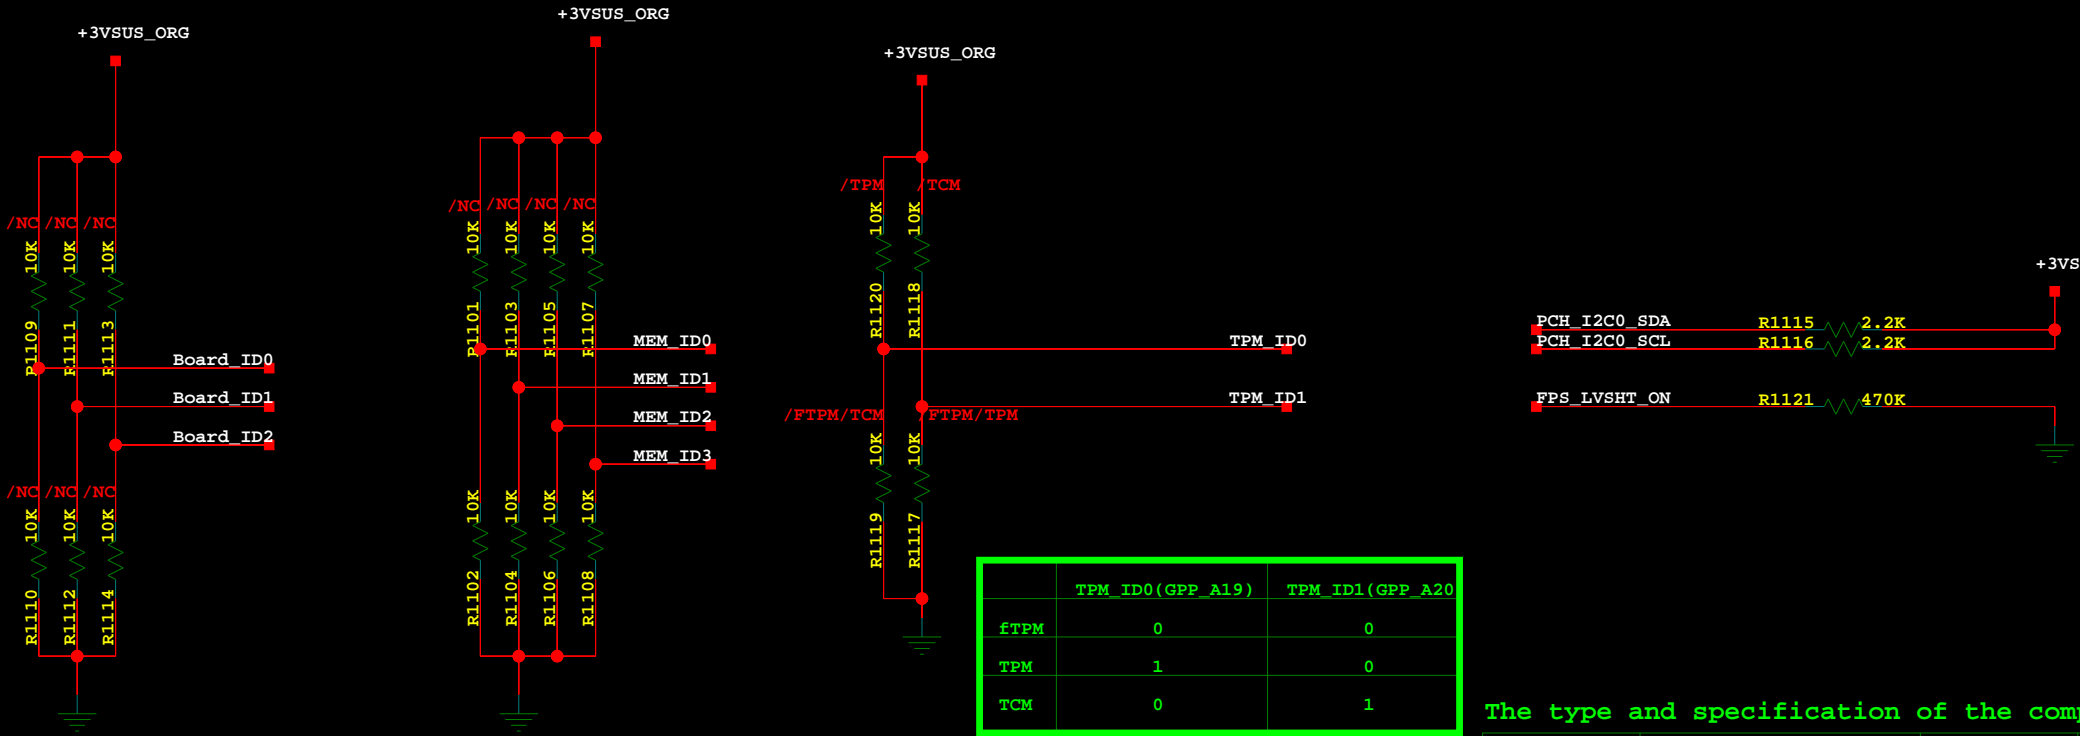 +3VSUS_ORG
/NC /NC /NC
10K 10K 10K
R1109 R1111 R1113
Board_ID0
Board_ID1
Board_ID2
/NC /NC /NC
10K 10K 10K
R1110 R1112 R1114
+3VSUS_ORG
/NC /NC /NC /NC
10K 10K 10K 10K
R1101 R1103 R1105 R1107
MEM_ID0
MEM_ID1
MEM_ID2
MEM_ID3
10K 10K 10K 10K
R1102 R1104 R1106 R1108
+3VSUS_ORG
/TPM /TCM
10K 10K
R1120 R1118
TPM_ID0
TPM_ID1
/FTPM/TCM /FTPM/TPM
10K 10K
R1119 R1117
TPM_ID0(GPP_A19) TPM_ID1(GPP_A20
fTPM 0 0
TPM 1 0
TCM 0 1
+3VS
PCH_I2C0_SDA R1115 2.2K
PCH_I2C0_SCL R1116 2.2K
FPS_LVSHT_ON R1121 470K
The type and specification of the comp